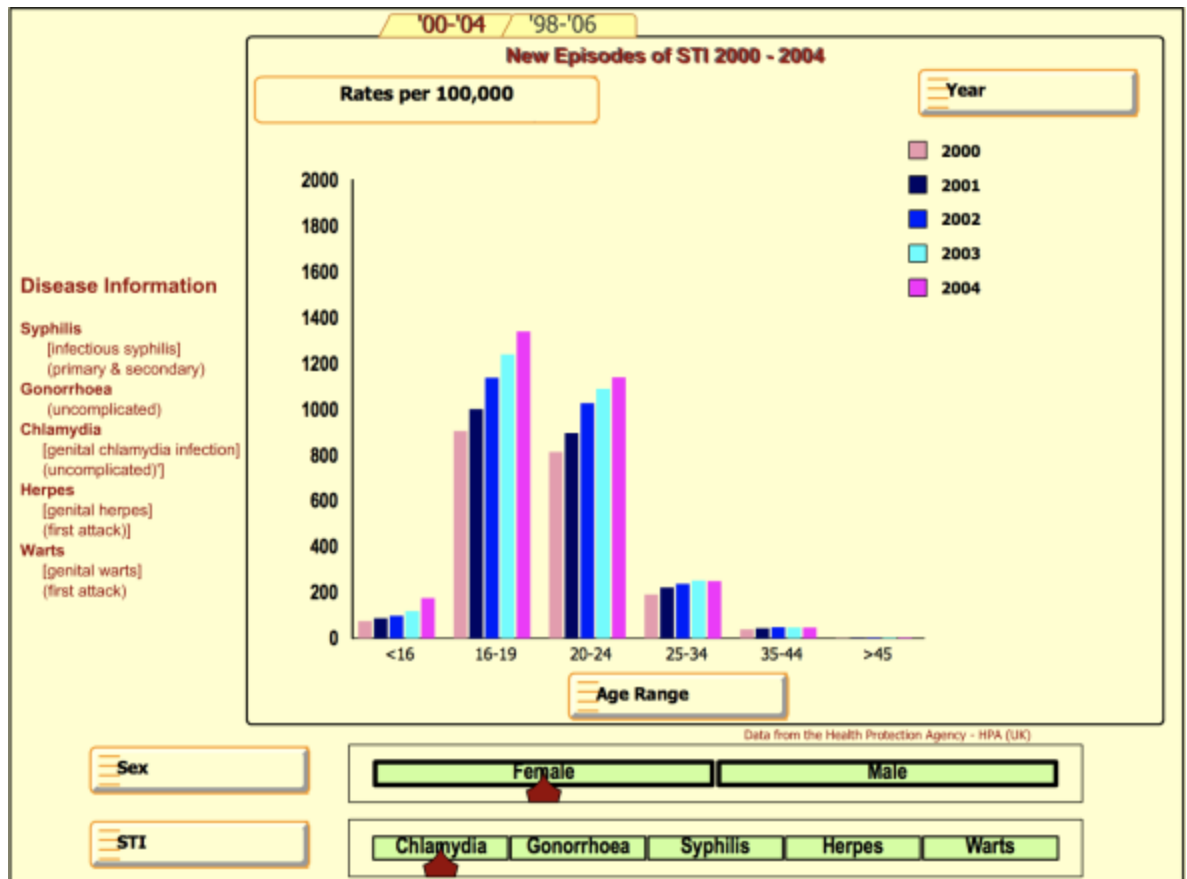 '00-'04
'98-'06
New Episodes of STI 2000 - 2004
Rates per 100,000
Year
2000
2001
2002
2003
2004
2000
1800
1600
1400
1200
1000
800
600
400
200
0
<16
16-19
20-24
25-34
35-44
>45
Age Range
Disease Information
Syphilis
[infectious syphilis]
(primary & secondary)
Gonorrhoea
(uncomplicated)
Chlamydia
[genital chlamydia infection]
(uncomplicated)']
Herpes
[genital herpes]
(first attack)]
Warts
[genital warts]
(first attack)
Data from the Health Protection Agency - HPA (UK)
Sex
Female
Male
STI
Chlamydia
Gonorrhoea
Syphilis
Herpes
Warts